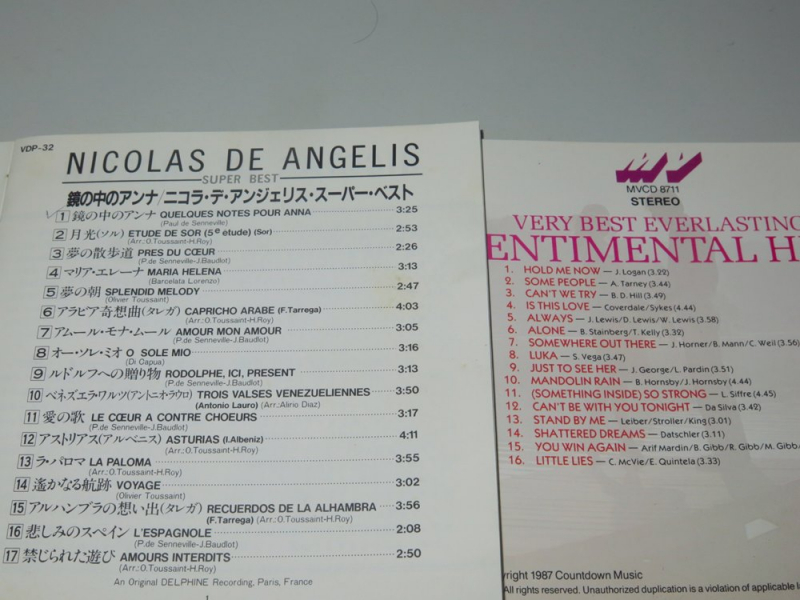 VDP-32
NICOLAS DE ANGELIS
SUPER BEST
鏡の中のアンナ/ニコラ・デ・アンジェリス・スーパー・ベスト
1 鏡の中のアンナ QUELQUES NOTES POUR ANNA 3:25
(Paul de Senneville)
2 月光(ソル) ETUDE DE SOR (5e étude) (Sor) 2:53
(Arr.:O.Toussaint-H.Roy)
3 夢の散歩道 PRES DU CŒUR 2:26
(P.de Senneville-J.Baudlot)
4 マリア・エレーナ MARIA HELENA 3:13
(Barcelata Lorenzo)
5 夢の朝 SPLENDID MELODY 2:47
(Olivier Toussaint)
6 アラビア奇想曲(タレガ) CAPRICHO ARABE (F.Tarrega) 4:03
(Arr.:O.Toussaint-H.Roy)
7 アムール・モナ・ムール AMOUR MON AMOUR 3:05
(P.de Senneville-J.Baudlot)
8 オー・ソレ・ミオ O SOLE MIO 3:16
(Di Capua)
9 ルドルフへの贈り物 RODOLPHE, ICI, PRESENT 3:13
(P.de Senneville-J.Baudlot)
10 ベネズエラ・ワルツ(アントニオ・ラウロ) TROIS VALSES VENEZUELIENNES 3:50
(Antonio Lauro) (Arr.:Alirio Diaz)
11 愛の歌 LE CŒUR A CONTRE CHOEURS 3:17
(P.de Senneville-J.Baudlot)
12 アストリアス(アルベニス) ASTURIAS (I.Albeniz) 4:11
(Arr.:O.Toussaint-H.Roy)
13 ラ・パロマ LA PALOMA 3:55
(Arr.:O.Toussaint-H.Roy)
14 遙かなる航跡 VOYAGE 3:02
(Olivier Toussaint)
15 アルハンブラの想い出(タレガ) RECUERDOS DE LA ALHAMBRA 3:56
(F.Tarrega) (Arr.:O.Toussaint-H.Roy)
16 悲しみのスペイン L'ESPAGNOLE 2:08
(P.de Senneville-J.Baudlot)
17 禁じられた遊び AMOURS INTERDITS 2:50
(Arr.:O.Toussaint-H.Roy)
An Original DELPHINE Recording, Paris, France
1
MV
MVCD 8711
STEREO
VERY BEST EVERLASTING
ENTIMENTAL H
1. HOLD ME NOW — J. Logan (3.22)
2. SOME PEOPLE — A. Tarney (3.44)
3. CAN'T WE TRY — B. D. Hill (3.49)
4. IS THIS LOVE — Coverdale/Sykes (4.44)
5. ALWAYS — J. Lewis/D. Lewis/W. Lewis (3.58)
6. ALONE — B. Stainberg/T. Kelly (3.32)
7. SOMEWHERE OUT THERE — J. Horner/B. Mann/C. Weil (3.56)
8. LUKA — S. Vega (3.47)
9. JUST TO SEE HER — J. George/L. Pardin (3.51)
10. MANDOLIN RAIN — B. Hornsby/J. Hornsby (4.44)
11. (SOMETHING INSIDE) SO STRONG — L. Siffre (4.45)
12. CAN'T BE WITH YOU TONIGHT — Da Silva (3.42)
13. STAND BY ME — Leiber/Stroller/King (3.01)
14. SHATTERED DREAMS — Datschler (3.11)
15. YOU WIN AGAIN — Arif Mardin/B. Gibb/R. Gibb/M. Gibb
16. LITTLE LIES — C. McVie/E. Quintela (3.33)
yright 1987 Countdown Music
All rights reserved. Unauthorized duplication is a violation of applicable